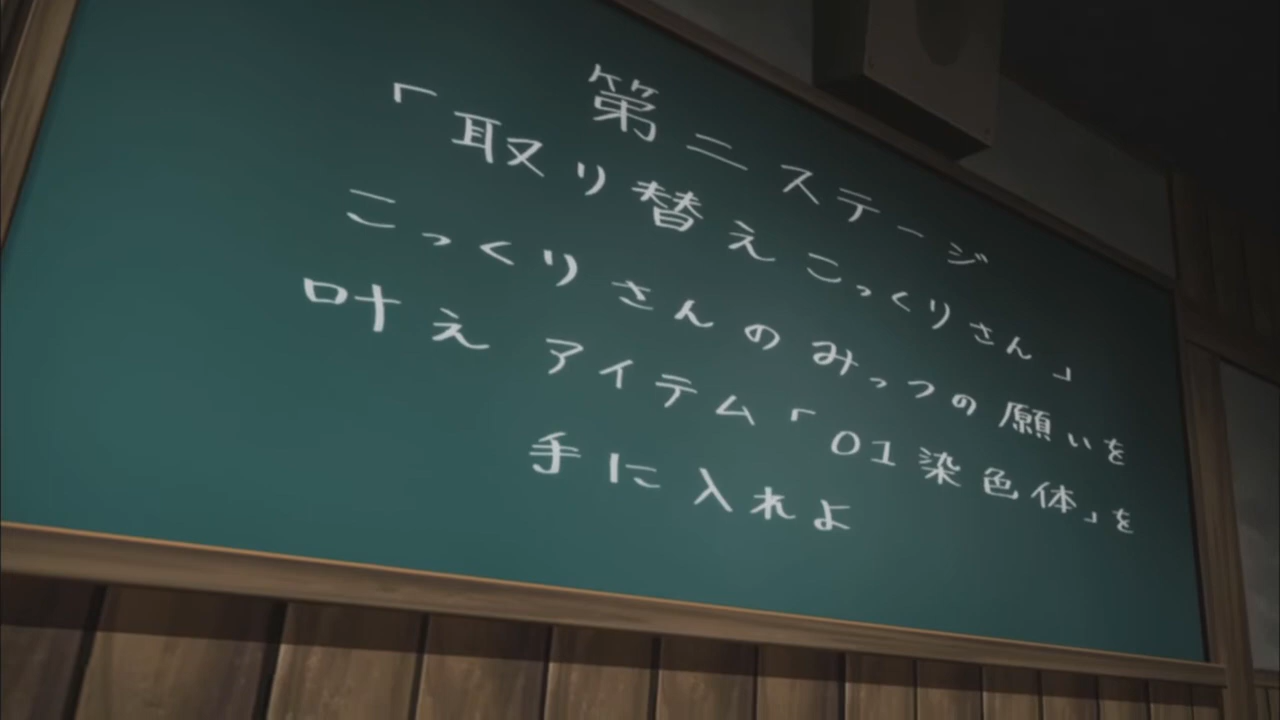 第二ステージ
「取り替えこっくりさん」
こっくりさんのみっつの願いを
叶え アイテム「01染色体」を
手に入れよ